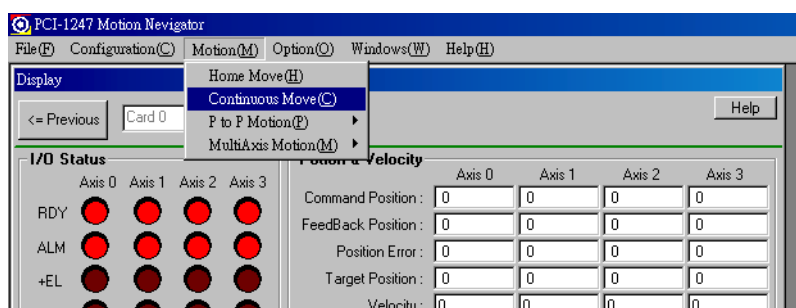 PCI-1247 Motion Nevigator
File(F) Configuration(C) Motion(M) Option(O) Windows(W) Help(H)
Display
Home Move(H)
Continuous Move(C)
P to P Motion(P)
MultiAxis Motion(M)
<= Previous Card 0 Help
I/O Status
Axis 0 Axis 1 Axis 2 Axis 3
RDY
ALM
+EL
Velocity
Axis 0 Axis 1 Axis 2 Axis 3
Command Position : 0 0 0 0
FeedBack Position : 0 0 0 0
Position Error : 0 0 0 0
Target Position : 0 0 0 0
Velocity : 0 0 0 0